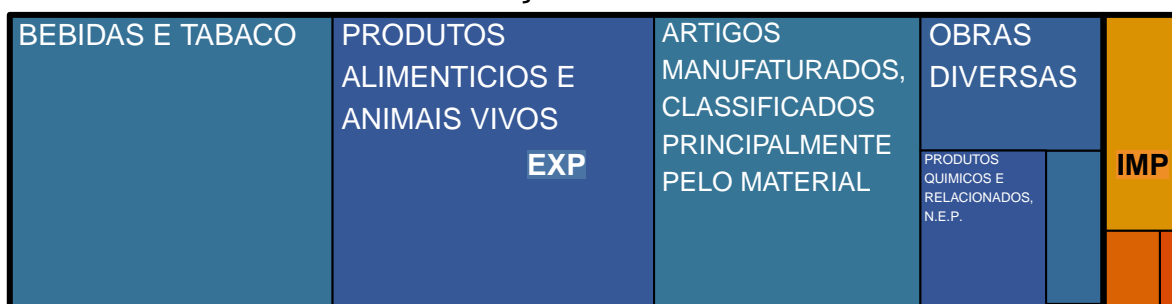 BEBIDAS E TABACO
PRODUTOS
ALIMENTICIOS E
ANIMAIS VIVOS
EXP
ARTIGOS
MANUFATURADOS,
CLASSIFICADOS
PRINCIPALMENTE
PELO MATERIAL
OBRAS
DIVERSAS
PRODUTOS
QUIMICOS E
RELACIONADOS,
N.E.P.
IMP